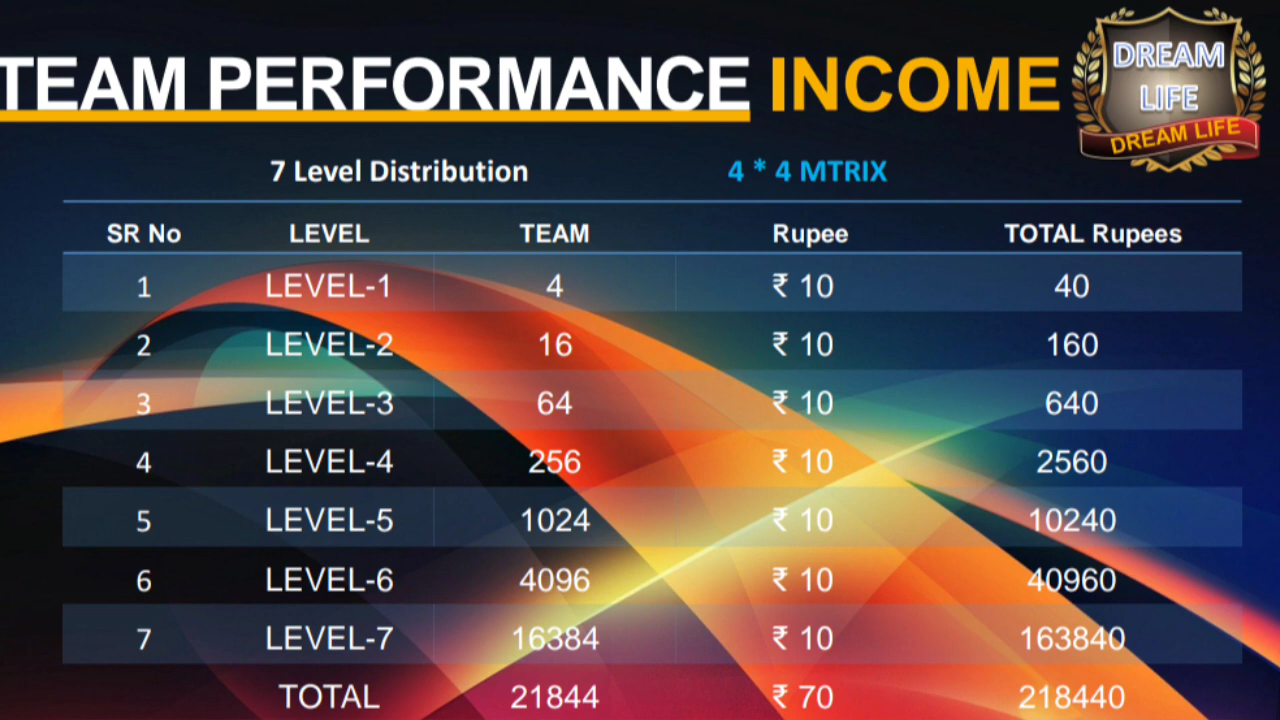 TEAM PERFORMANCE INCOME
DREAM
LIFE
DREAM LIFE
7 Level Distribution 4 * 4 MTRIX
SR No LEVEL TEAM Rupee TOTAL Rupees
1 LEVEL-1 4 ₹ 10 40
2 LEVEL-2 16 ₹ 10 160
3 LEVEL-3 64 ₹ 10 640
4 LEVEL-4 256 ₹ 10 2560
5 LEVEL-5 1024 ₹ 10 10240
6 LEVEL-6 4096 ₹ 10 40960
7 LEVEL-7 16384 ₹ 10 163840
TOTAL 21844 ₹ 70 218440